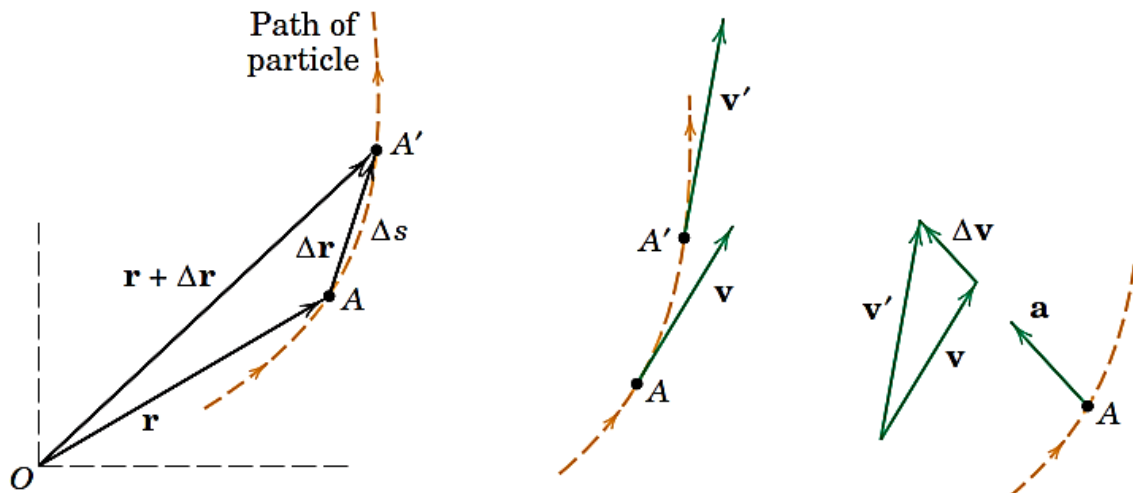 Path of
particle
A′
Δs
Δr
r + Δr
A
r
O
v′
A′
v
A
Δv
v′
v
a
A